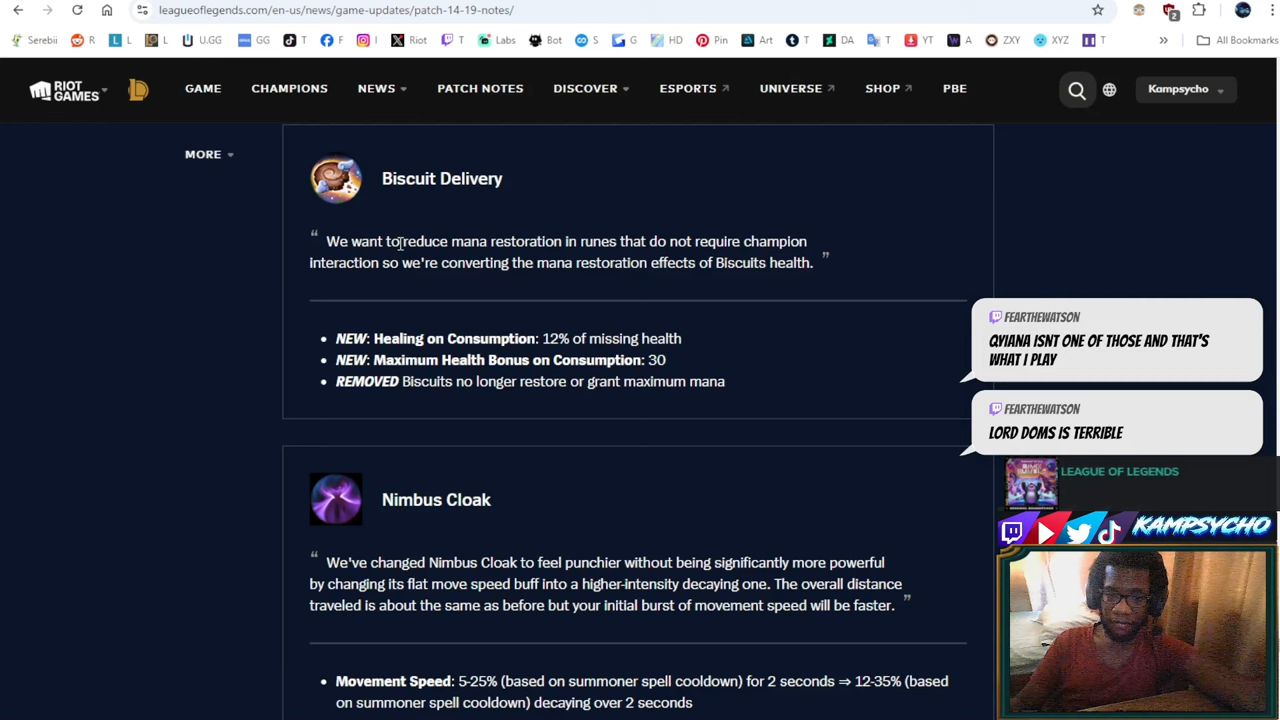 leagueoflegends.com/en-us/news/game-updates/patch-14-19-notes/
2
Serebii R L L U.GG GG T F I Riot T Labs Bot S G HD Pin Art T DA T YT A ZXY XYZ T » All Bookmarks
RIOT GAMES GAME CHAMPIONS NEWS PATCH NOTES DISCOVER ESPORTS UNIVERSE SHOP PBE Kampsycho
MORE
Biscuit Delivery
“ We want to reduce mana restoration in runes that do not require champion
interaction so we're converting the mana restoration effects of Biscuits health. ”
• NEW: Healing on Consumption: 12% of missing health
• NEW: Maximum Health Bonus on Consumption: 30
• REMOVED Biscuits no longer restore or grant maximum mana
FEARTHEWATSON
QYIANA ISNT ONE OF THOSE AND THAT'S
WHAT I PLAY
FEARTHEWATSON
LORD DOMS IS TERRIBLE
LEAGUE OF LEGENDS
KAMPSYCHO
Nimbus Cloak
“ We've changed Nimbus Cloak to feel punchier without being significantly more powerful
by changing its flat move speed buff into a higher-intensity decaying one. The overall distance
traveled is about the same as before but your initial burst of movement speed will be faster. ”
• Movement Speed: 5-25% (based on summoner spell cooldown) for 2 seconds ⇒ 12-35% (based
on summoner spell cooldown) decaying over 2 seconds